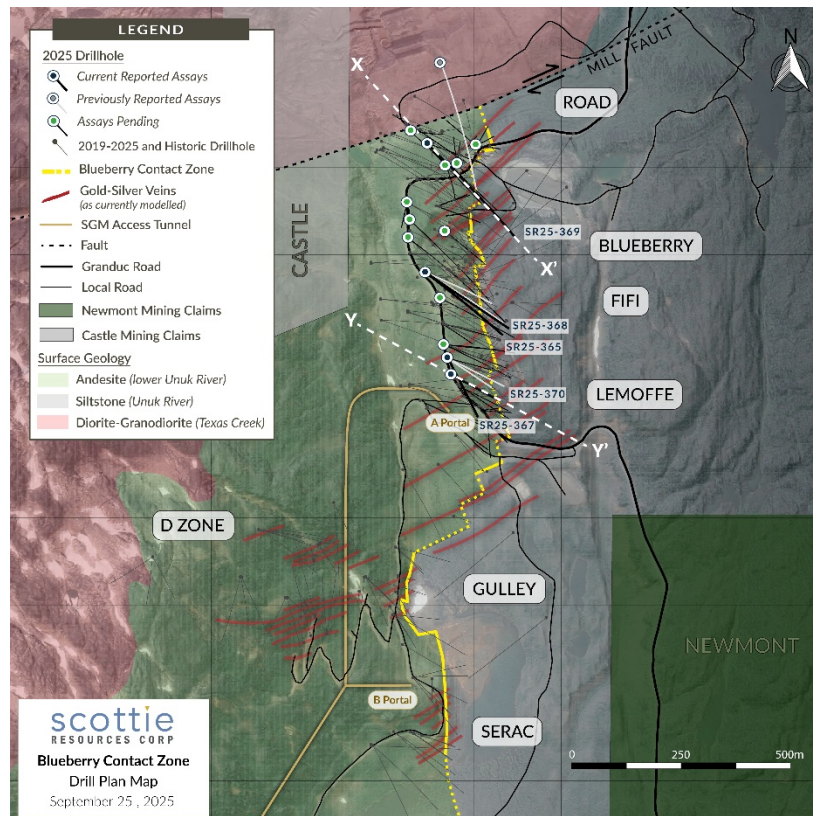 LEGEND
2025 Drillhole
Current Reported Assays
Previously Reported Assays
Assays Pending
2019-2025 and Historic Drillhole
Blueberry Contact Zone
Gold-Silver Veins
(as currently modelled)
SGM Access Tunnel
Fault
Granduc Road
Local Road
Newmont Mining Claims
Castle Mining Claims
Surface Geology
Andesite (lower Unuk River)
Siltstone (Unuk River)
Diorite-Granodiorite (Texas Creek)
X
MILL FAULT
N
ROAD
CASTLE
SR25-369
BLUEBERRY
X'
FIFI
Y
SR25-368
SR25-365
SR25-370
LEMOFFE
A Portal
SR25-367
Y'
D ZONE
GULLEY
NEWMONT
B Portal
SERAC
0 250 500m
scottie
RESOURCES CORP
Blueberry Contact Zone
Drill Plan Map
September 25 , 2025